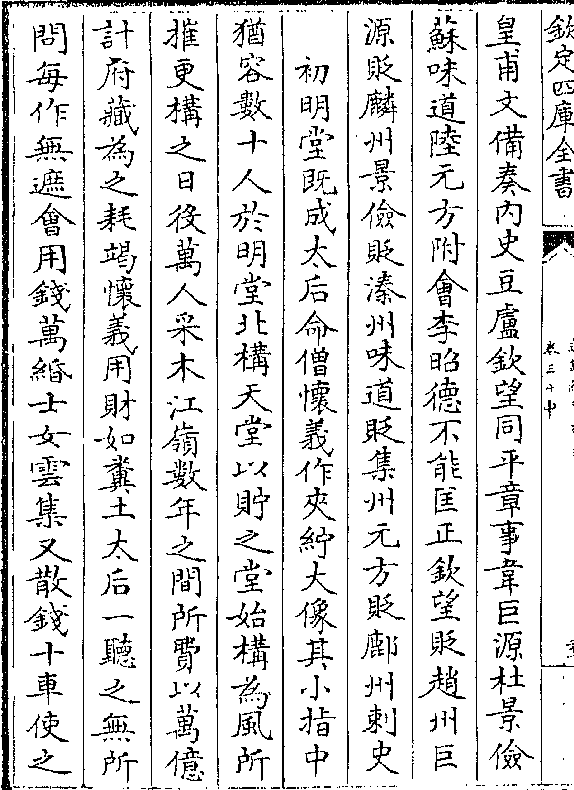 欽定四庫全書
卷三十中
皇甫文備奏内史豆盧欽望同平章事韋巨源杜景儉
蘇味道陸元方附會李昭德不能匡正欽望貶趙州巨
源貶麟州景儉貶溱州味道貶集州元方貶鄜州刺史
初明堂既成太后命僧懷義作夾紵大像其小指中
猶容數十人於明堂北構天堂以貯之堂始構為風所
摧更構之日役萬人采木江嶺數年之間所費以萬億
計府藏為之耗竭懷義用財如糞土太后一聽之無所
問每作無遮會用錢萬緡士女雲集又散錢十車使之